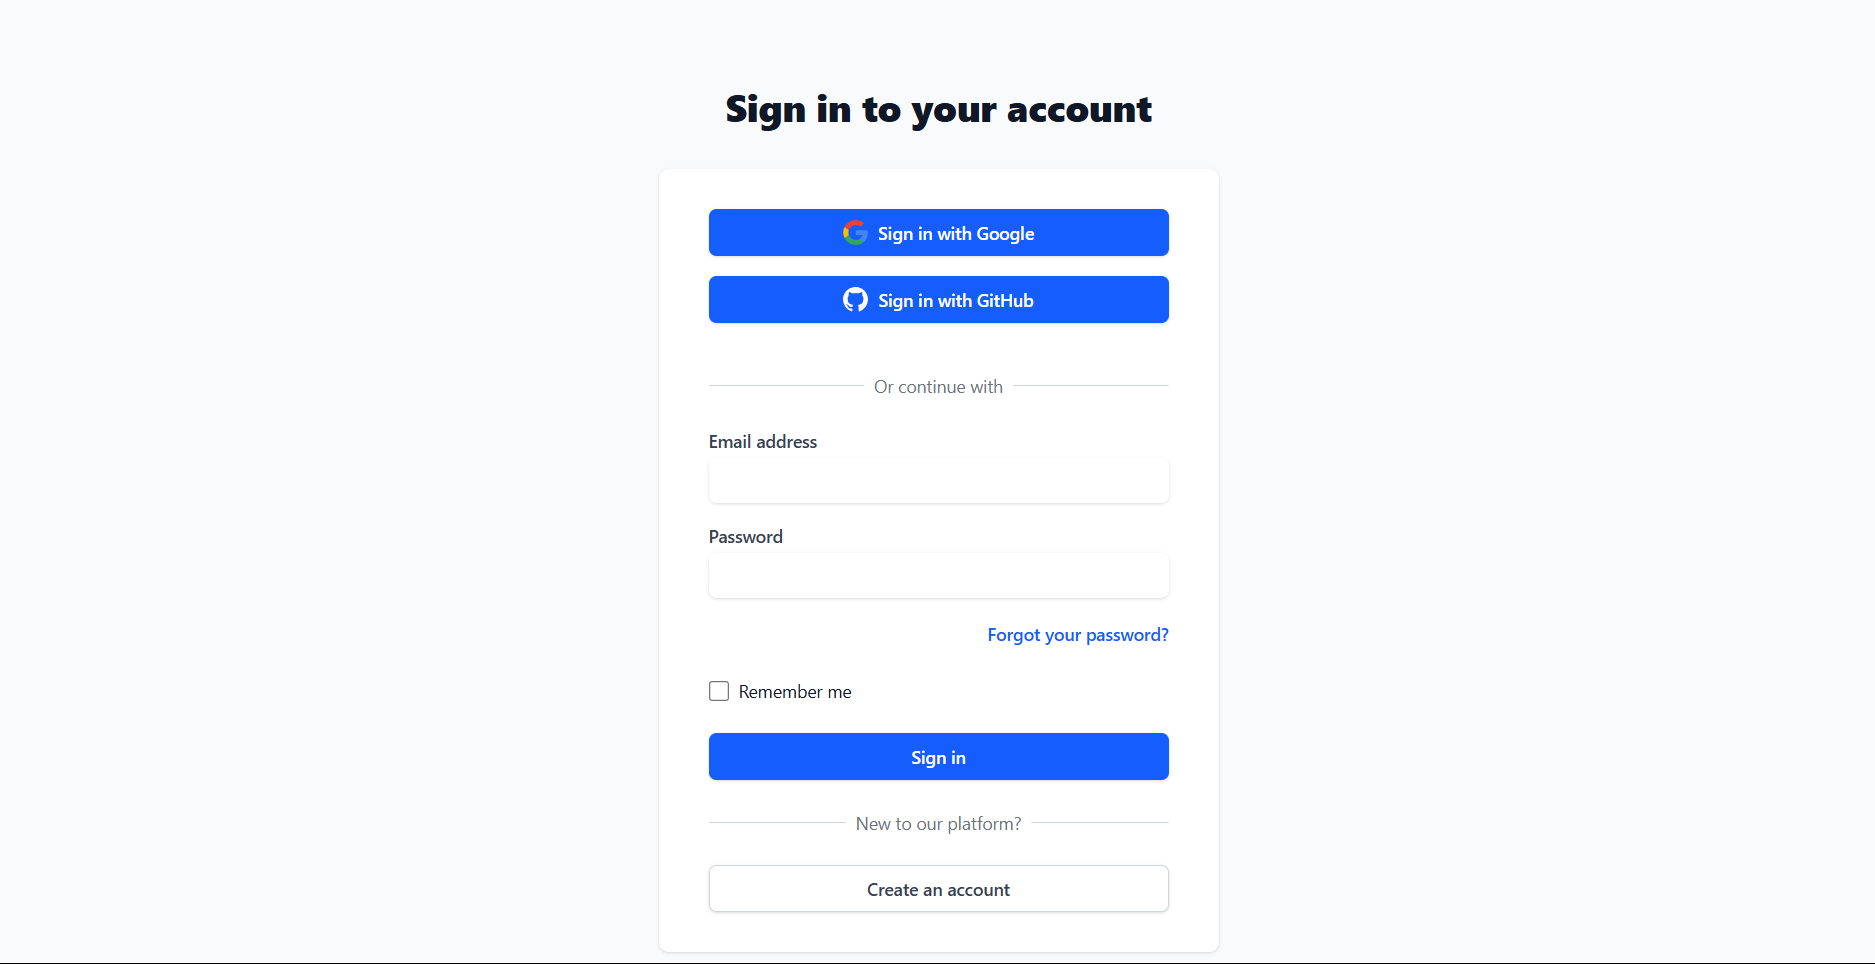 Sign in to your account
Sign in with Google
Sign in with GitHub
Or continue with
Email address
Password
Forgot your password?
Remember me
Sign in
New to our platform?
Create an account